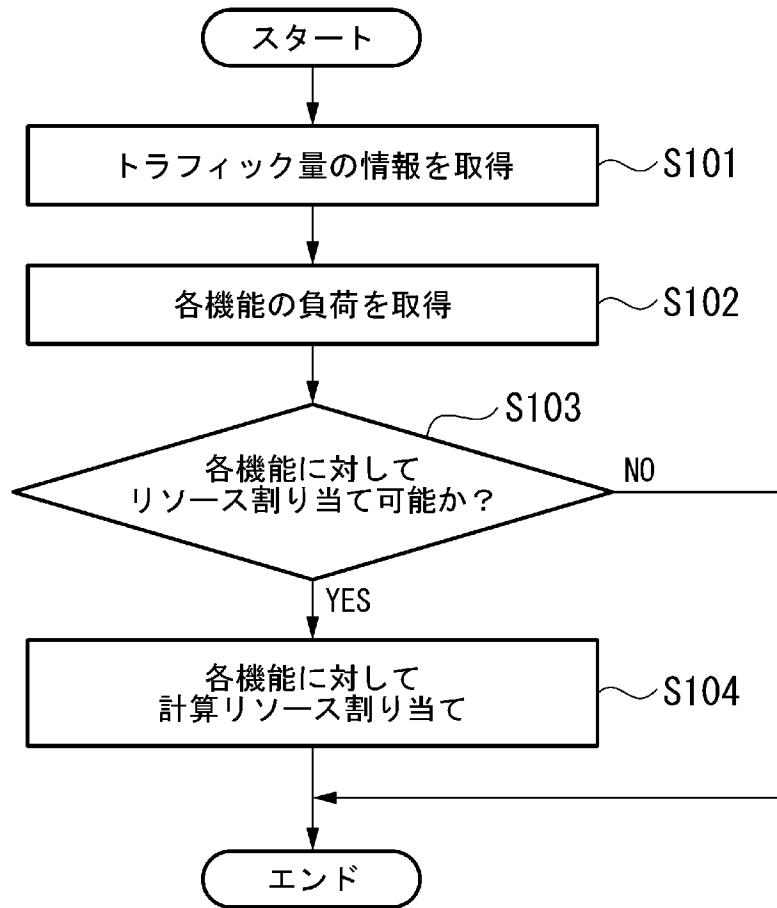 スタート
トラフィック量の情報を取得
S101
各機能の負荷を取得
S102
S103
各機能に対して
リソース割り当て可能か？
NO
YES
各機能に対して
計算リソース割り当て
S104
エンド